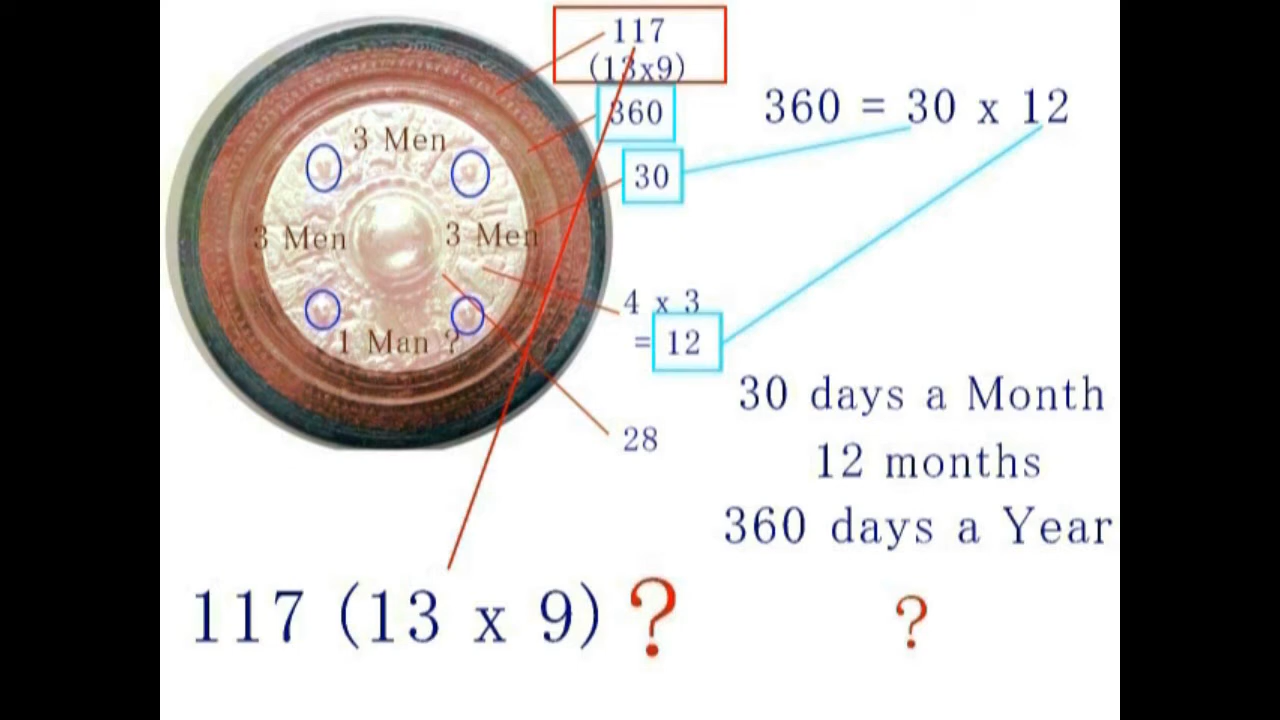 117
(13x9)
360
360 = 30 x 12
30
3 Men
3 Men
3 Men
4 x 3
= 12
1 Man ?
28
30 days a Month
12 months
360 days a Year
117 (13 x 9) ?
?